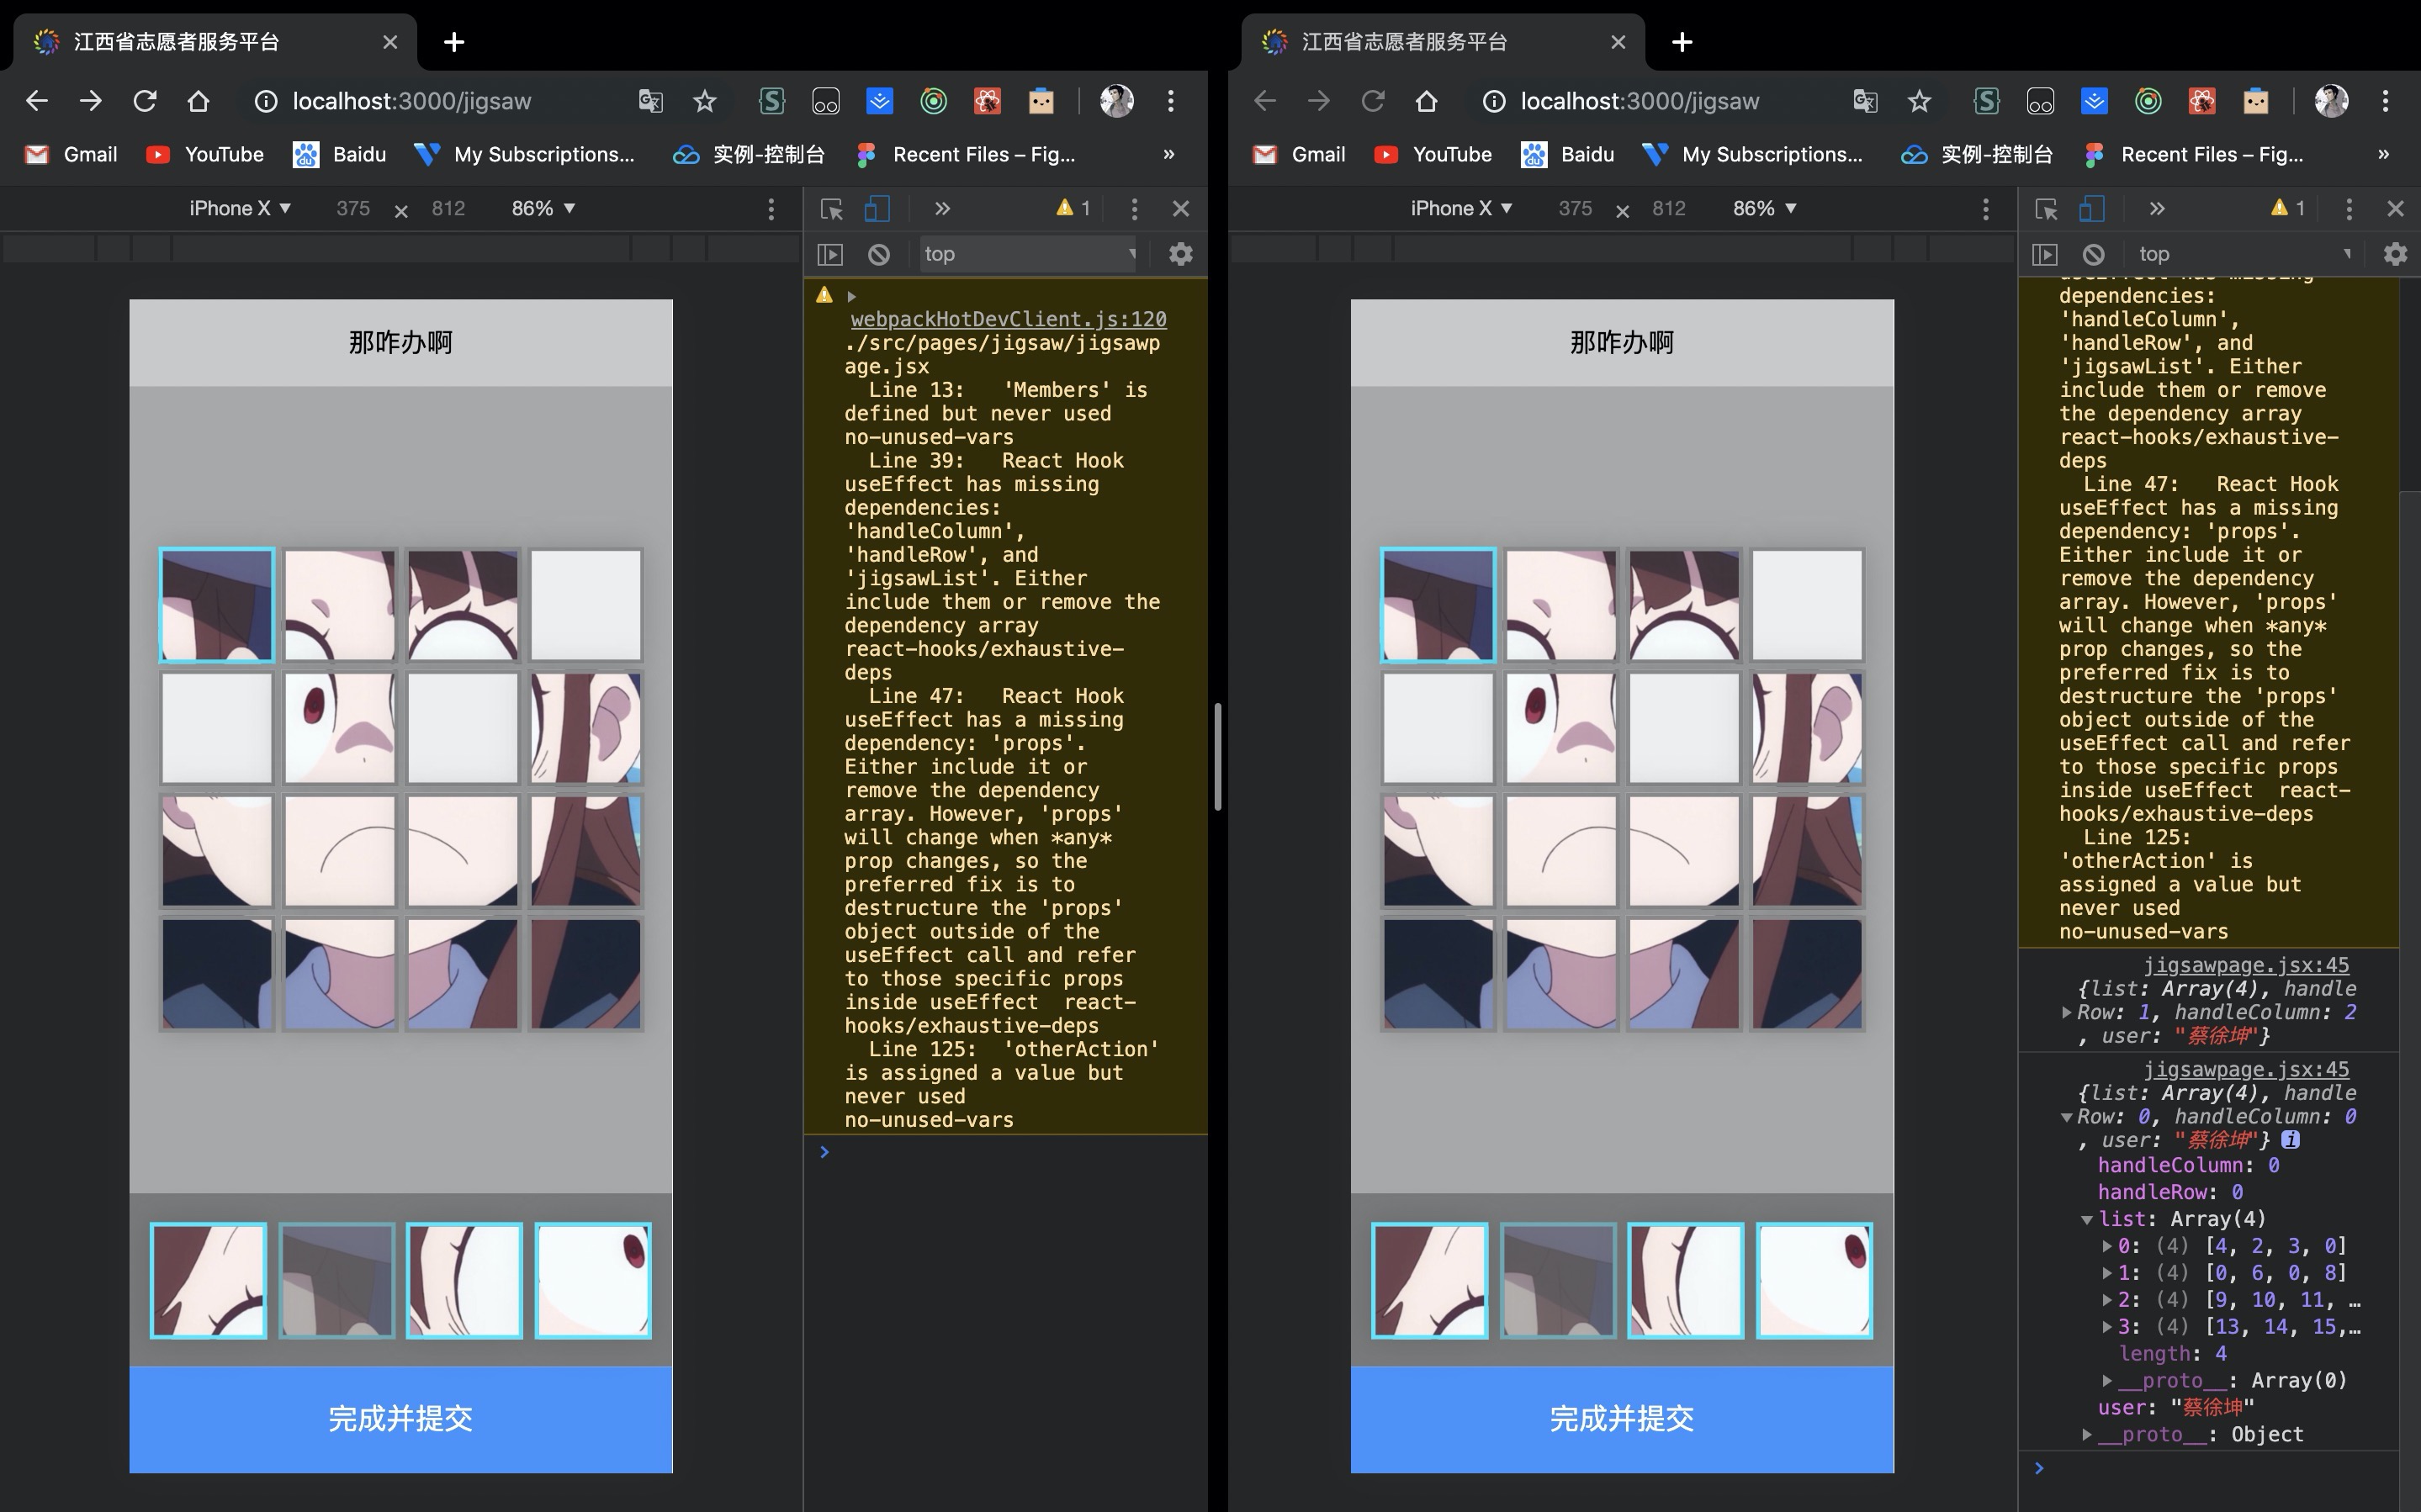 江西省志愿者服务平台
localhost:3000/jigsaw
Gmail YouTube Baidu My Subscriptions... 实例-控制台 Recent Files – Fig... »
iPhone X ▼ 375 × 812 86% ▼
» 1
top
那咋办啊
完成并提交
webpackHotDevClient.js:120
./src/pages/jigsaw/jigsawp
age.jsx
Line 13: 'Members' is
defined but never used
no-unused-vars
Line 39: React Hook
useEffect has missing
dependencies:
'handleColumn',
'handleRow', and
'jigsawList'. Either
include them or remove the
dependency array
react-hooks/exhaustive-
deps
Line 47: React Hook
useEffect has a missing
dependency: 'props'.
Either include it or
remove the dependency
array. However, 'props'
will change when *any*
prop changes, so the
preferred fix is to
destructure the 'props'
object outside of the
useEffect call and refer
to those specific props
inside useEffect react-
hooks/exhaustive-deps
Line 125: 'otherAction'
is assigned a value but
never used
no-unused-vars
江西省志愿者服务平台
localhost:3000/jigsaw
Gmail YouTube Baidu My Subscriptions... 实例-控制台 Recent Files – Fig... »
iPhone X ▼ 375 × 812 86% ▼
» 1
top
那咋办啊
完成并提交
useEffect has missing
dependencies:
'handleColumn',
'handleRow', and
'jigsawList'. Either
include them or remove
the dependency array
react-hooks/exhaustive-
deps
Line 47: React Hook
useEffect has a missing
dependency: 'props'.
Either include it or
remove the dependency
array. However, 'props'
will change when *any*
prop changes, so the
preferred fix is to
destructure the 'props'
object outside of the
useEffect call and refer
to those specific props
inside useEffect react-
hooks/exhaustive-deps
Line 125:
'otherAction' is
assigned a value but
never used
no-unused-vars
jigsawpage.jsx:45
{list: Array(4), handle
Row: 1, handleColumn: 2
, user: "蔡徐坤"}
jigsawpage.jsx:45
{list: Array(4), handle
Row: 0, handleColumn: 0
, user: "蔡徐坤"} i
handleColumn: 0
handleRow: 0
list: Array(4)
0: (4) [4, 2, 3, 0]
1: (4) [0, 6, 0, 8]
2: (4) [9, 10, 11, …
3: (4) [13, 14, 15,…
length: 4
__proto__: Array(0)
user: "蔡徐坤"
__proto__: Object